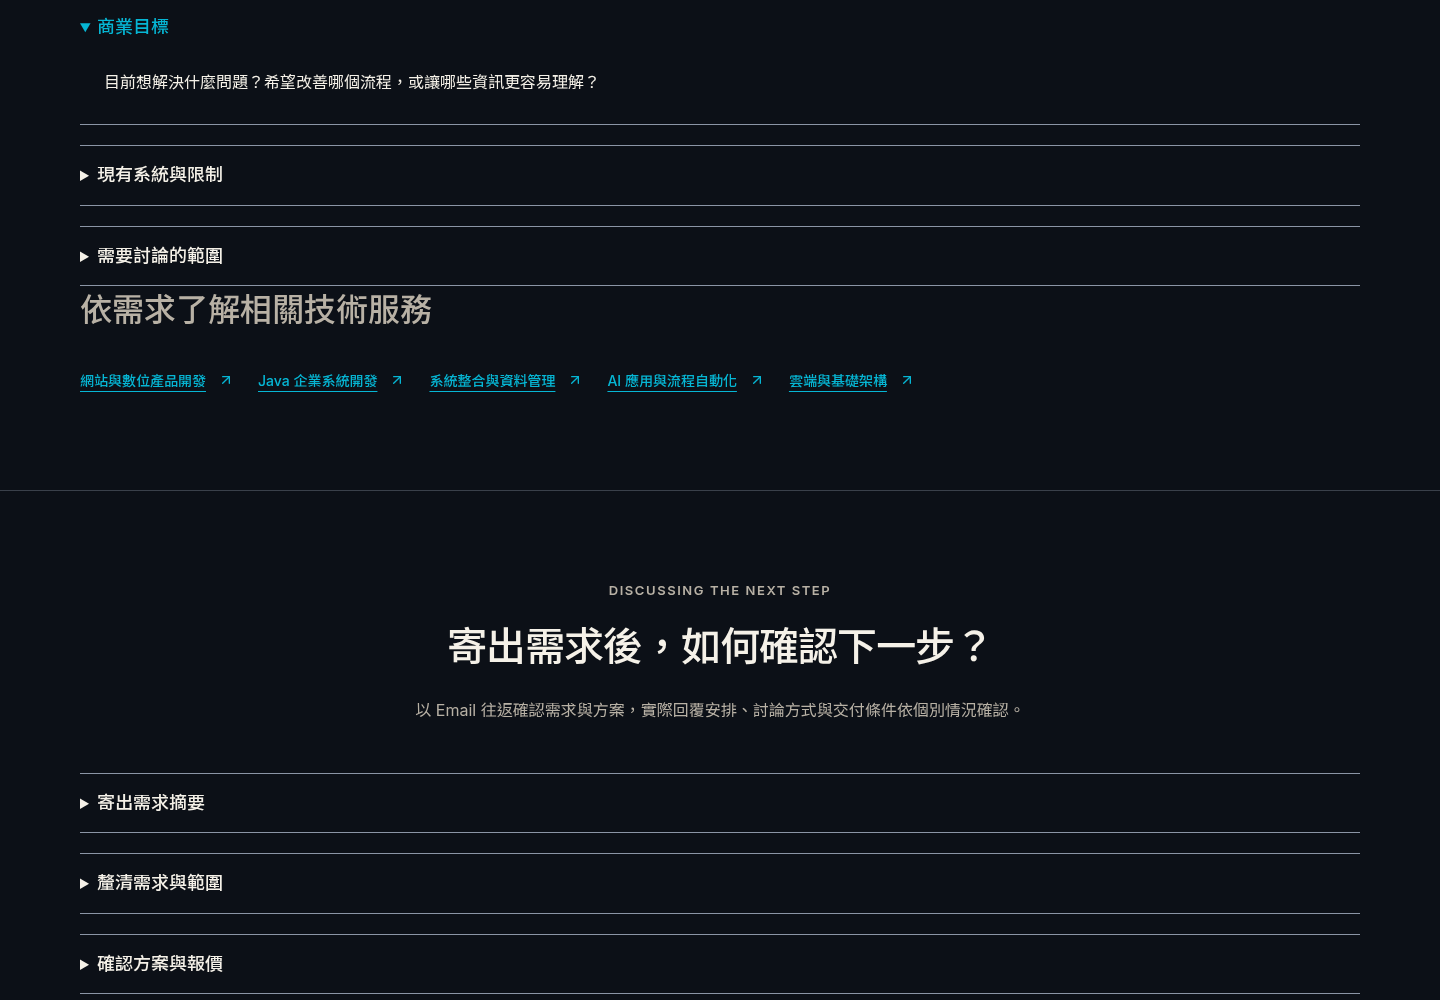 商業目標
目前想解決什麼問題？希望改善哪個流程，或讓哪些資訊更容易理解？
現有系統與限制
需要討論的範圍
依需求了解相關技術服務
網站與數位產品開發 Java 企業系統開發 系統整合與資料管理 AI 應用與流程自動化 雲端與基礎架構
DISCUSSING THE NEXT STEP
寄出需求後，如何確認下一步？
以 Email 往返確認需求與方案，實際回覆安排、討論方式與交付條件依個別情況確認。
寄出需求摘要
釐清需求與範圍
確認方案與報價